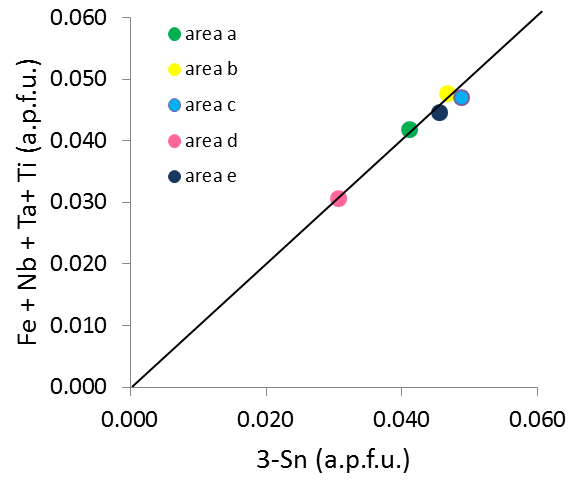 0.060
0.050
0.040
0.030
0.020
0.010
0.000
Fe + Nb + Ta+ Ti (a.p.f.u.)
area a
area b
area c
area d
area e
0.000 0.020 0.040 0.060
3-Sn (a.p.f.u.)